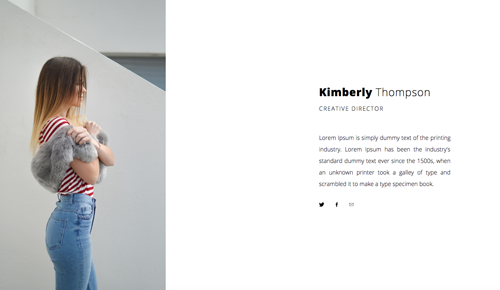 Kimberly Thompson
CREATIVE DIRECTOR
Lorem Ipsum is simply dummy text of the printing
industry. Lorem Ipsum has been the industry's
standard dummy text ever since the 1500s, when
an unknown printer took a galley of type and
scrambled it to make a type specimen book.